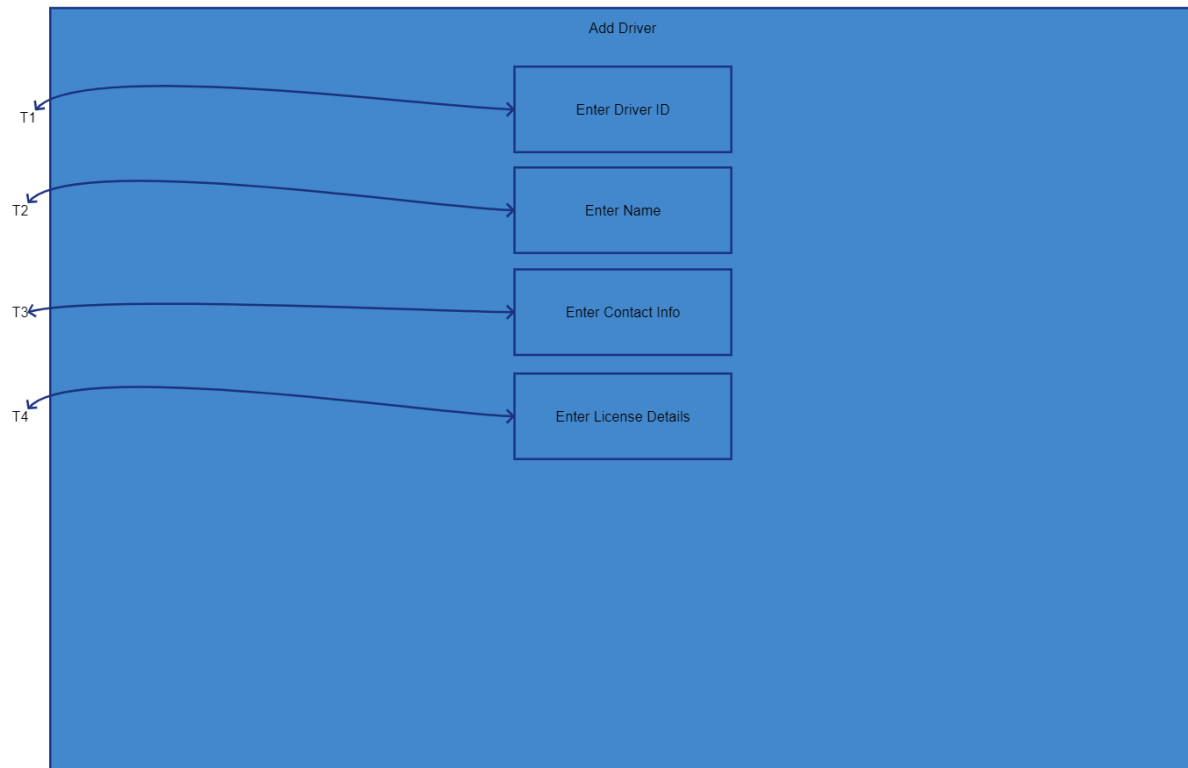 Add Driver
T1
Enter Driver ID
T2
Enter Name
T3
Enter Contact Info
T4
Enter License Details